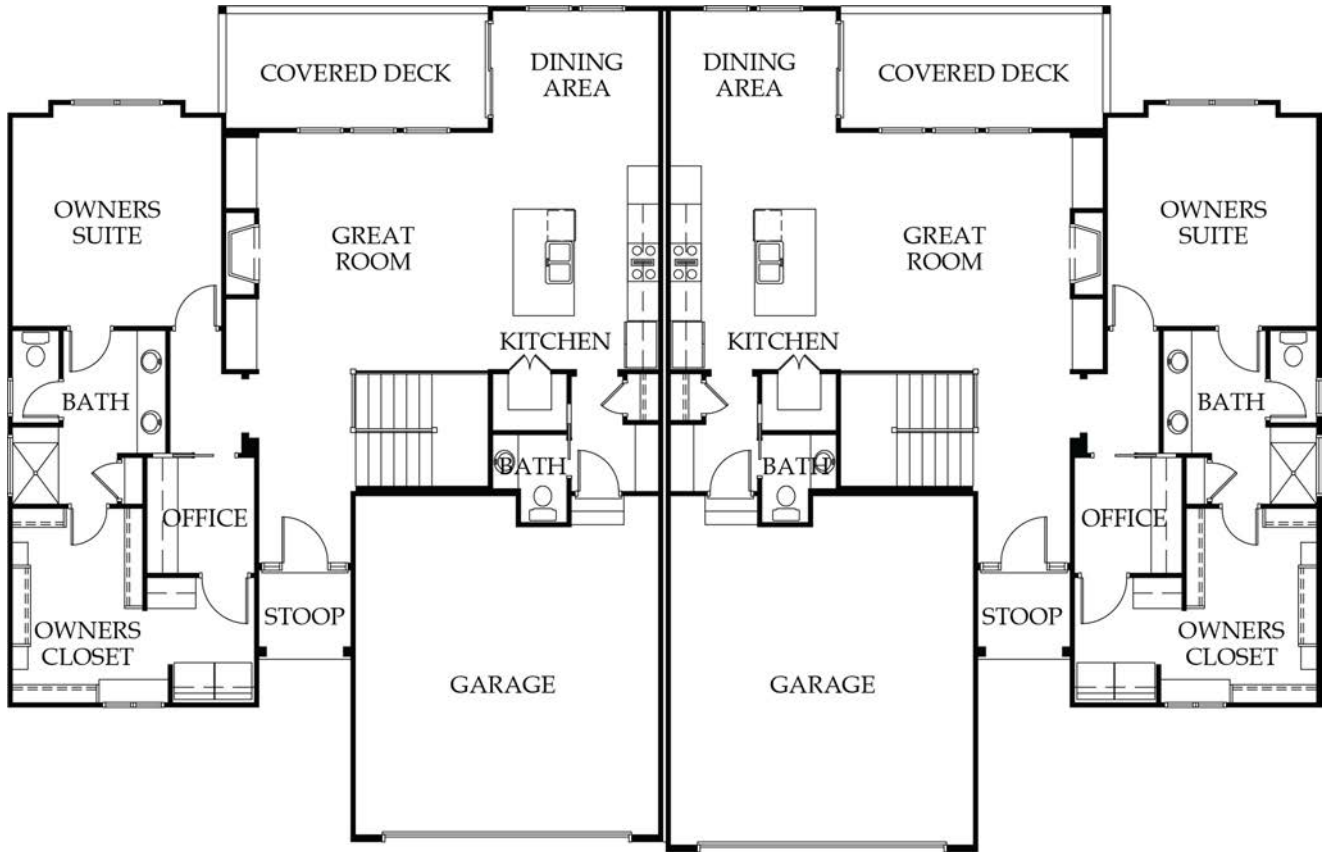 COVERED DECK
DINING
AREA
DINING
AREA
COVERED DECK
OWNERS
SUITE
GREAT
ROOM
GREAT
ROOM
OWNERS
SUITE
KITCHEN
KITCHEN
BATH
BATH
BATH
BATH
OFFICE
OFFICE
STOOP
STOOP
OWNERS
CLOSET
OWNERS
CLOSET
GARAGE
GARAGE